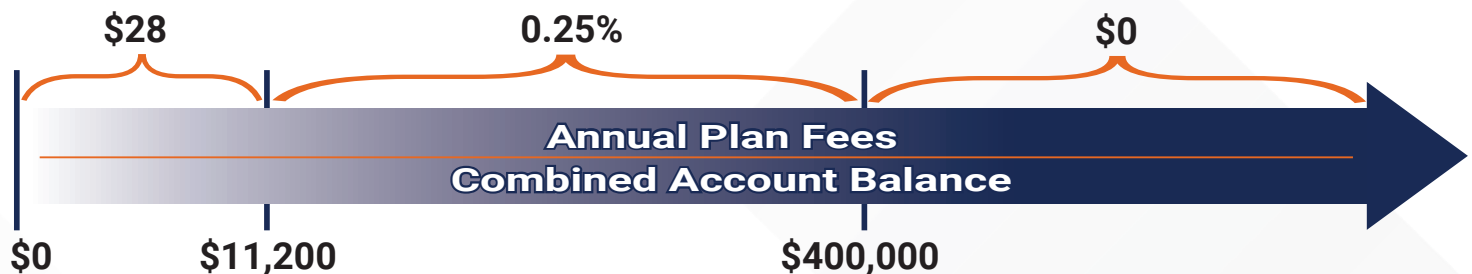 $28 0.25% $0
Annual Plan Fees
Combined Account Balance
$0 $11,200 $400,000